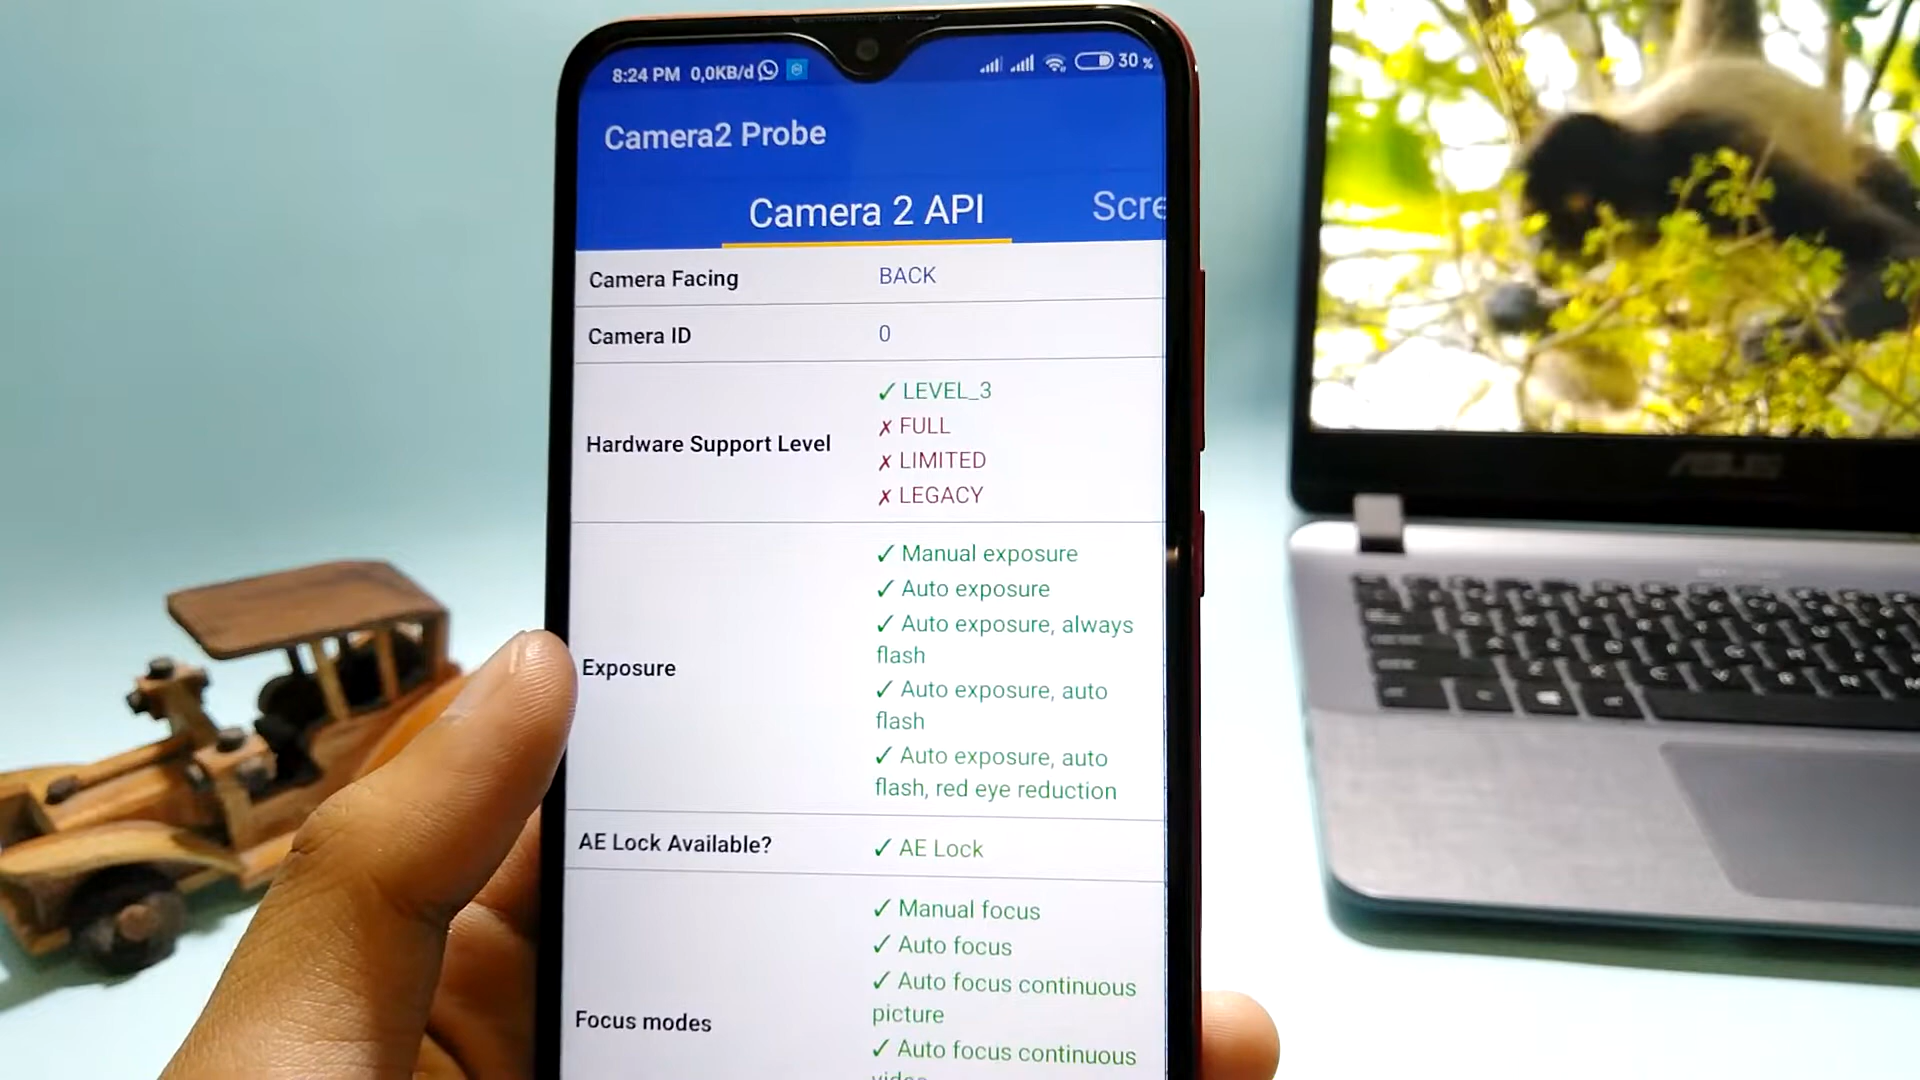 8:24 PM 0,0KB/d 30 %
Camera2 Probe
Camera 2 API Scre
Camera Facing BACK
Camera ID 0
Hardware Support Level
✓ LEVEL_3
✗ FULL
✗ LIMITED
✗ LEGACY
Exposure
✓ Manual exposure
✓ Auto exposure
✓ Auto exposure, always
flash
✓ Auto exposure, auto
flash
✓ Auto exposure, auto
flash, red eye reduction
AE Lock Available? ✓ AE Lock
Focus modes
✓ Manual focus
✓ Auto focus
✓ Auto focus continuous
picture
✓ Auto focus continuous
video
ASUS